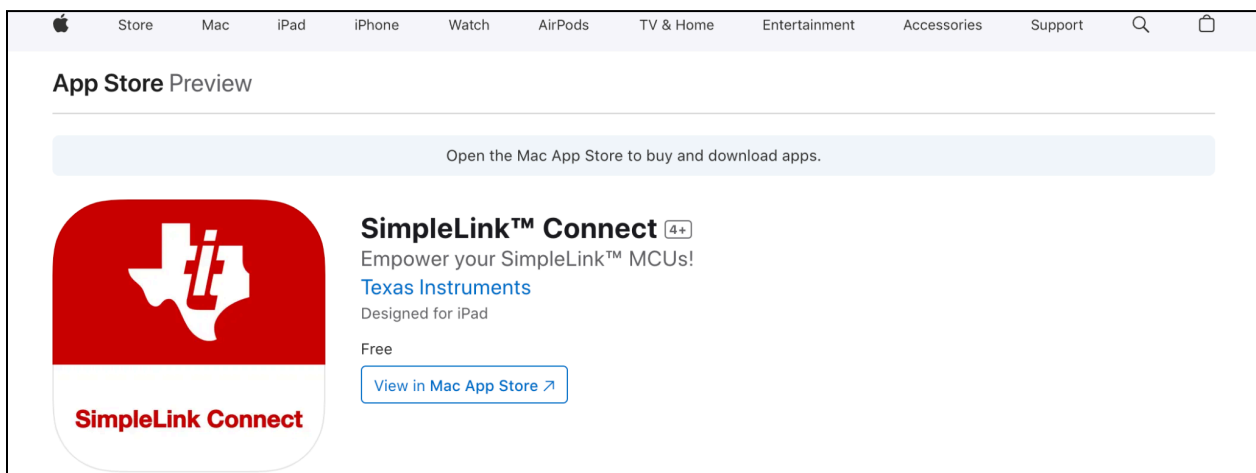 Store Mac iPad iPhone Watch AirPods TV & Home Entertainment Accessories Support
App Store Preview
Open the Mac App Store to buy and download apps.
SimpleLink™ Connect 4+
Empower your SimpleLink™ MCUs!
Texas Instruments
Designed for iPad
Free
View in Mac App Store ↗
ti
SimpleLink Connect